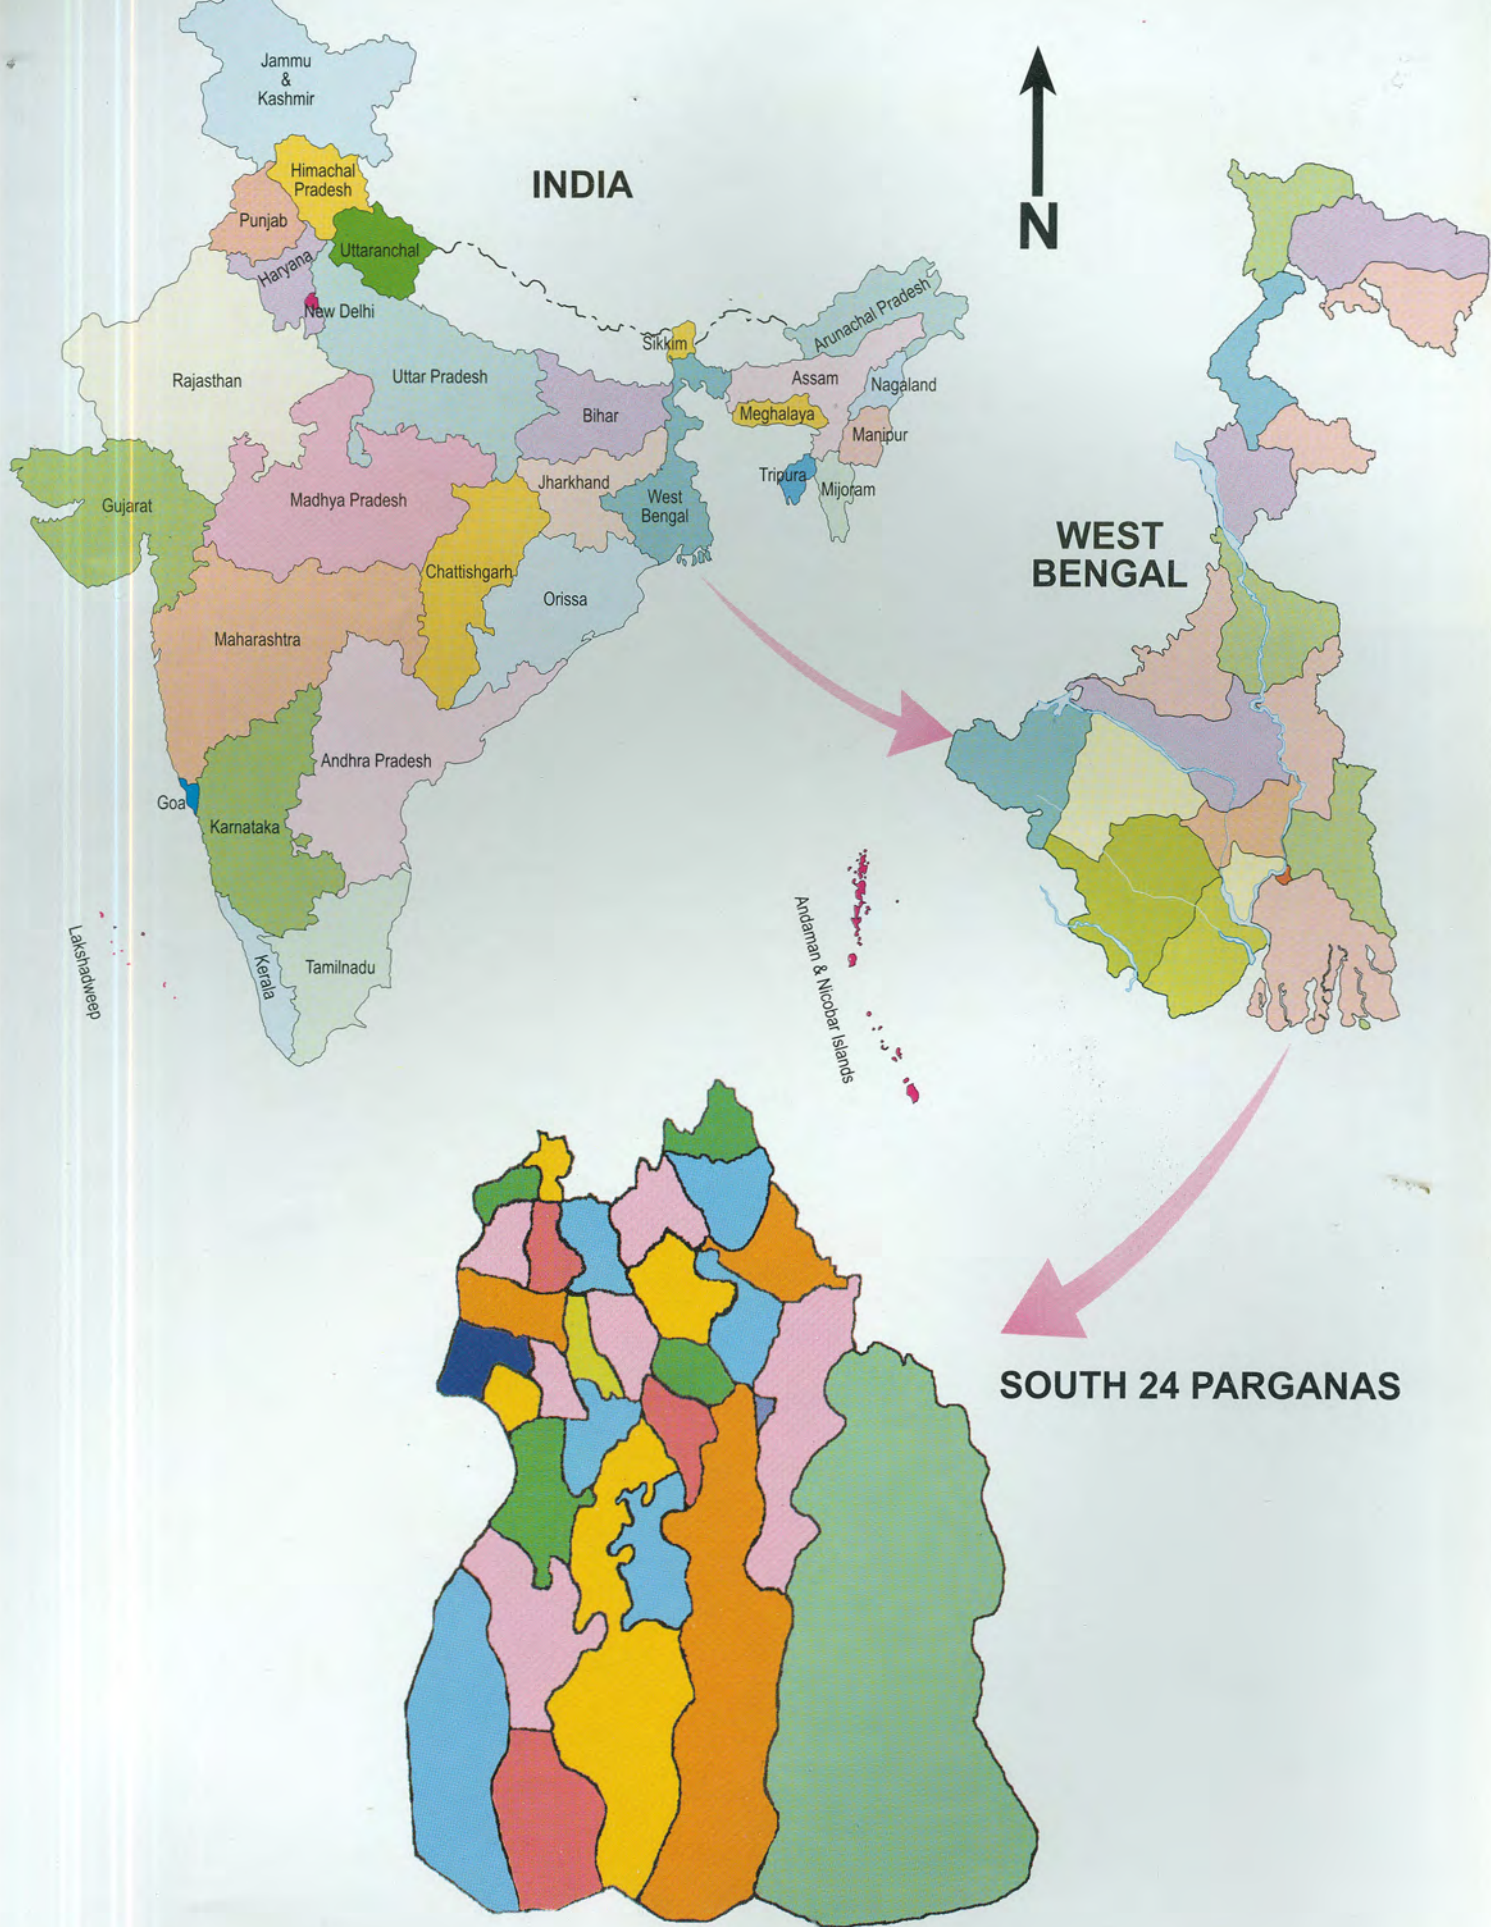 Jammu
&
Kashmir
Himachal
Pradesh
INDIA
Punjab
N
Uttaranchal
Haryana
New Delhi
Arunachal Pradesh
Sikkim
Rajasthan
Uttar Pradesh
Assam
Nagaland
Bihar
Meghalaya
Manipur
Tripura
Jharkhand
Mijoram
Gujarat
Madhya Pradesh
West
Bengal
WEST
BENGAL
Chattishgarh
Orissa
Maharashtra
Andhra Pradesh
Goa
Karnataka
Lakshadweep
Kerala
Tamilnadu
Andaman & Nicobar Islands
SOUTH 24 PARGANAS